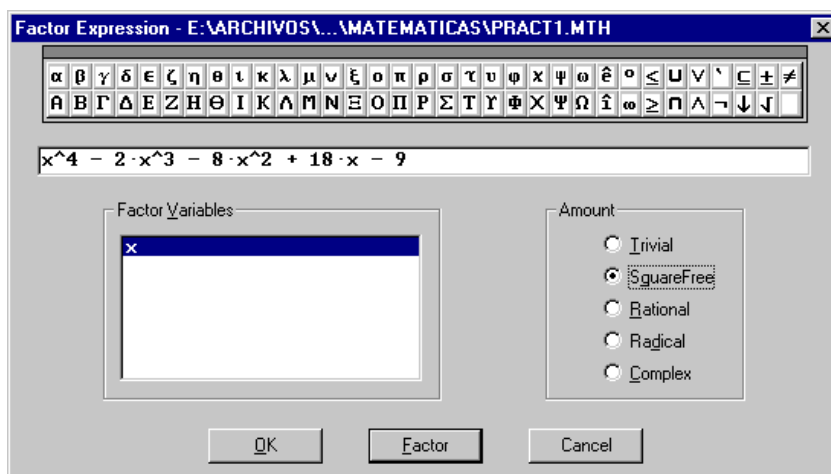 Factor Expression - E:\ARCHIVOS\...\MATEMATICAS\PRACT1.MTH
α β γ δ ε ζ η θ ι κ λ μ ν ξ ο π ρ σ τ υ φ χ ψ ω ê ° ≤ ⊔ ∨ ` ⊆ ± ≠
Α Β Γ Δ Ε Ζ Η Θ Ι Κ Λ Μ Ν Ξ Ο Π Ρ Σ Τ Υ Φ Χ Ψ Ω î ∞ ≥ ⊓ ∧ ¬ ↓ √
x^4 - 2·x^3 - 8·x^2 + 18·x - 9
Factor Variables
x
Amount
Trivial
SquareFree
Rational
Radical
Complex
OK Factor Cancel